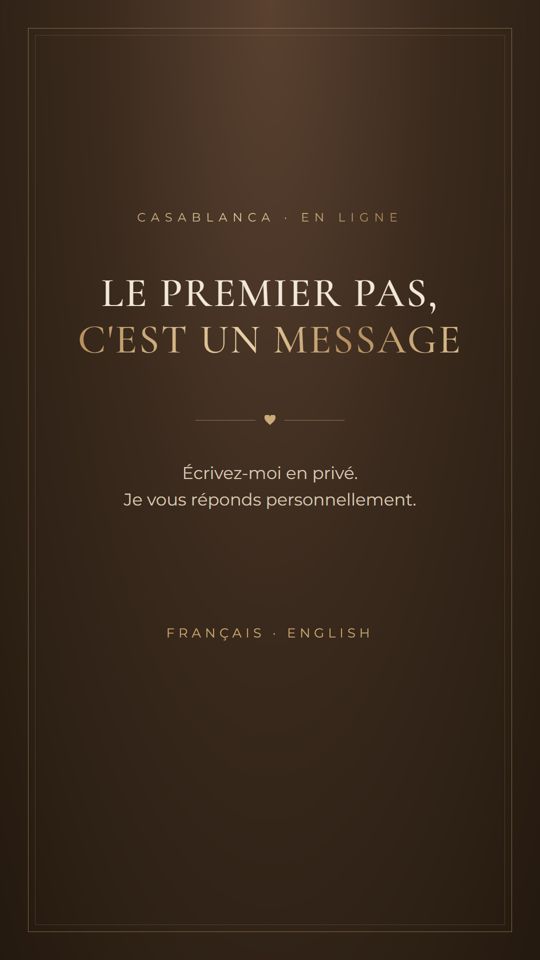 CASABLANCA · EN LIGNE
LE PREMIER PAS,
C'EST UN MESSAGE
Écrivez-moi en privé.
Je vous réponds personnellement.
FRANÇAIS · ENGLISH